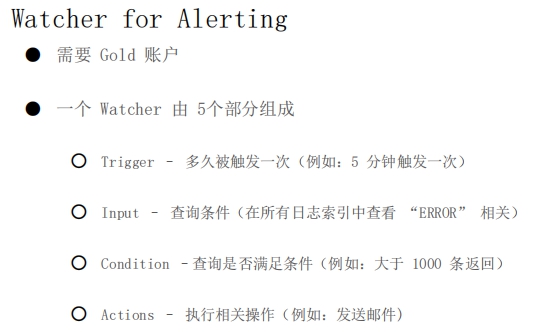 Watcher for Alerting
● 需要 Gold 账户
● 一个 Watcher 由 5个部分组成
○ Trigger – 多久被触发一次（例如：5 分钟触发一次）
○ Input – 查询条件（在所有日志索引中查看 “ERROR” 相关）
○ Condition –查询是否满足条件（例如：大于 1000 条返回）
○ Actions – 执行相关操作（例如：发送邮件)